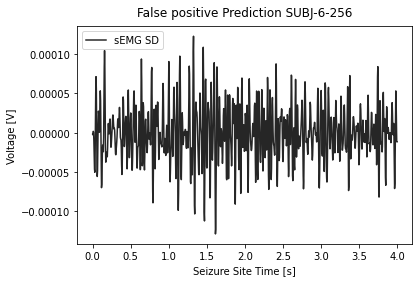 False positive Prediction SUBJ-6-256
sEMG SD
Voltage [V]
0.00010
0.00005
0.00000
−0.00005
−0.00010
0.0 0.5 1.0 1.5 2.0 2.5 3.0 3.5 4.0
Seizure Site Time [s]